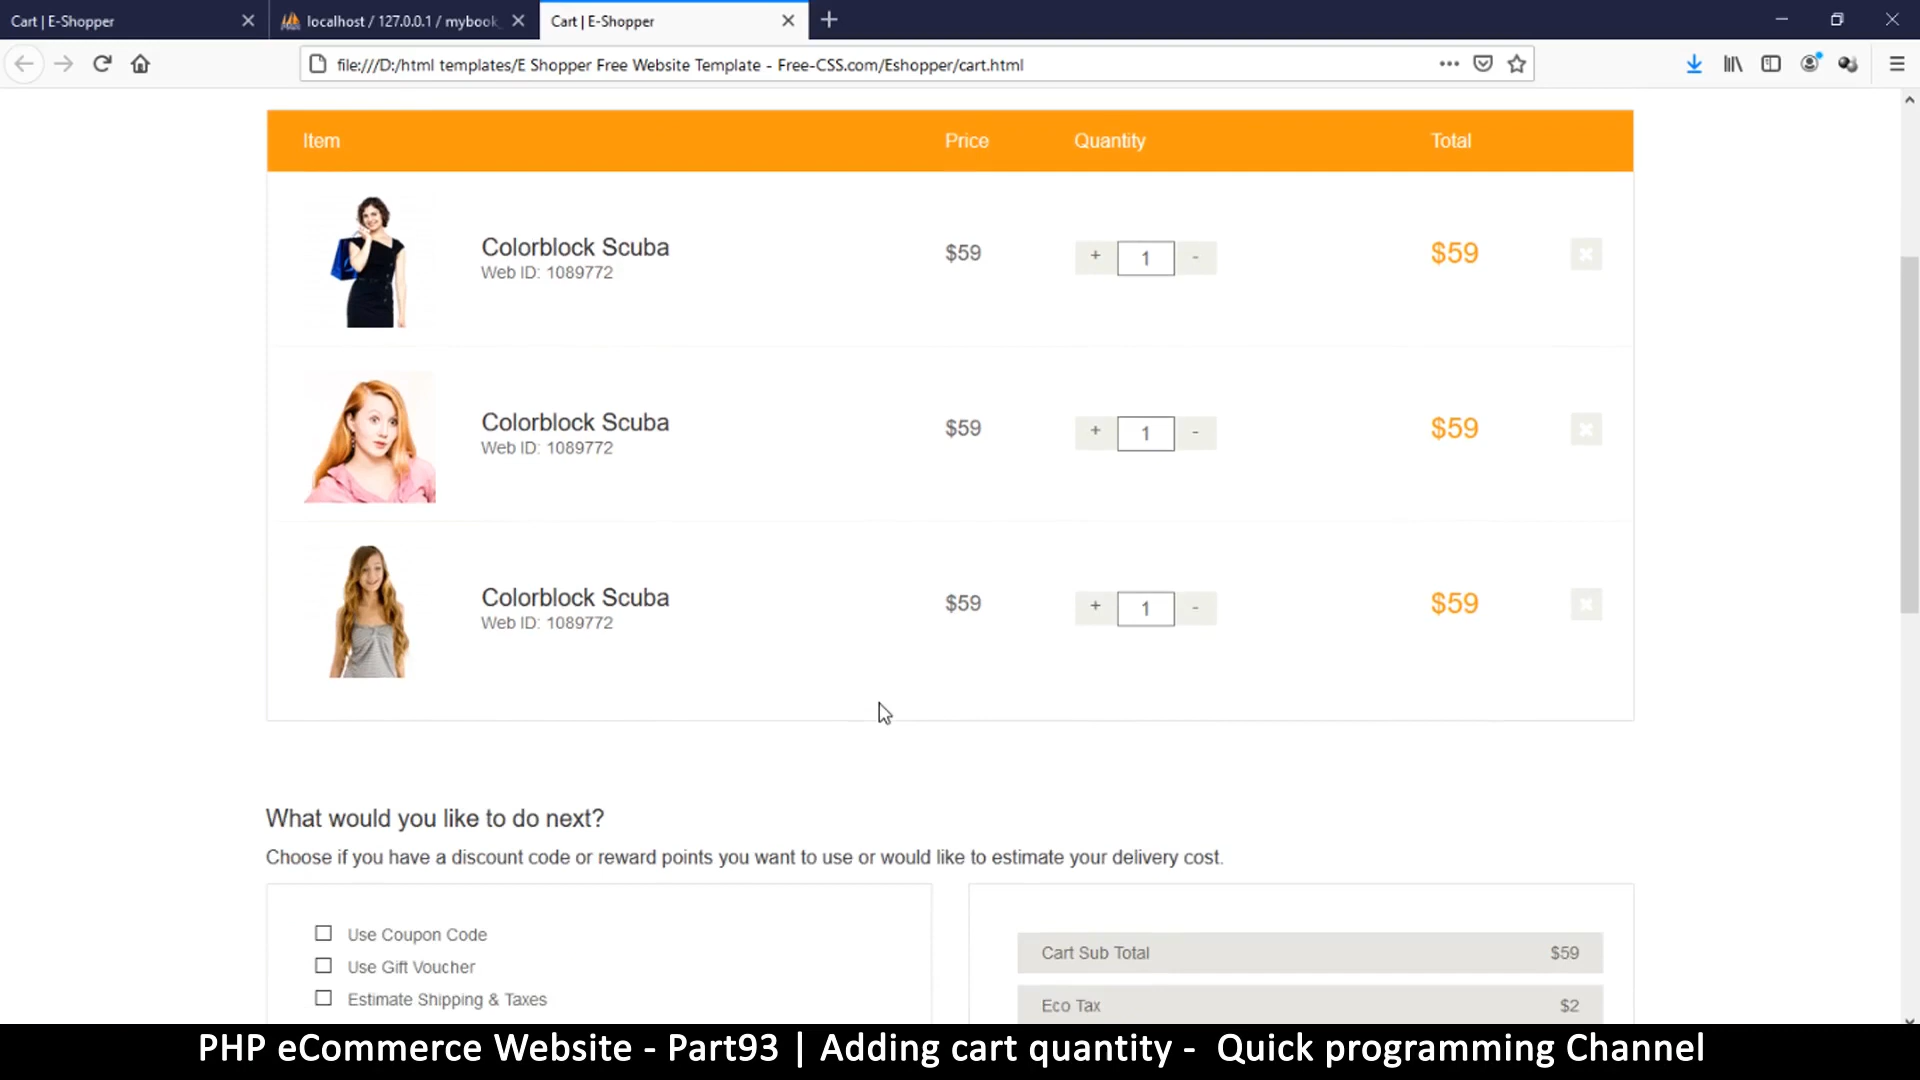 Cart | E-Shopper
localhost / 127.0.0.1 / mybook
Cart | E-Shopper
file:///D:/html templates/E Shopper Free Website Template - Free-CSS.com/Eshopper/cart.html
Item Price Quantity Total
Colorblock Scuba
Web ID: 1089772
$59 + 1 - $59
Colorblock Scuba
Web ID: 1089772
$59 + 1 - $59
Colorblock Scuba
Web ID: 1089772
$59 + 1 - $59
What would you like to do next?
Choose if you have a discount code or reward points you want to use or would like to estimate your delivery cost.
Use Coupon Code
Use Gift Voucher
Estimate Shipping & Taxes
Cart Sub Total $59
Eco Tax $2
PHP eCommerce Website - Part93 | Adding cart quantity - Quick programming Channel